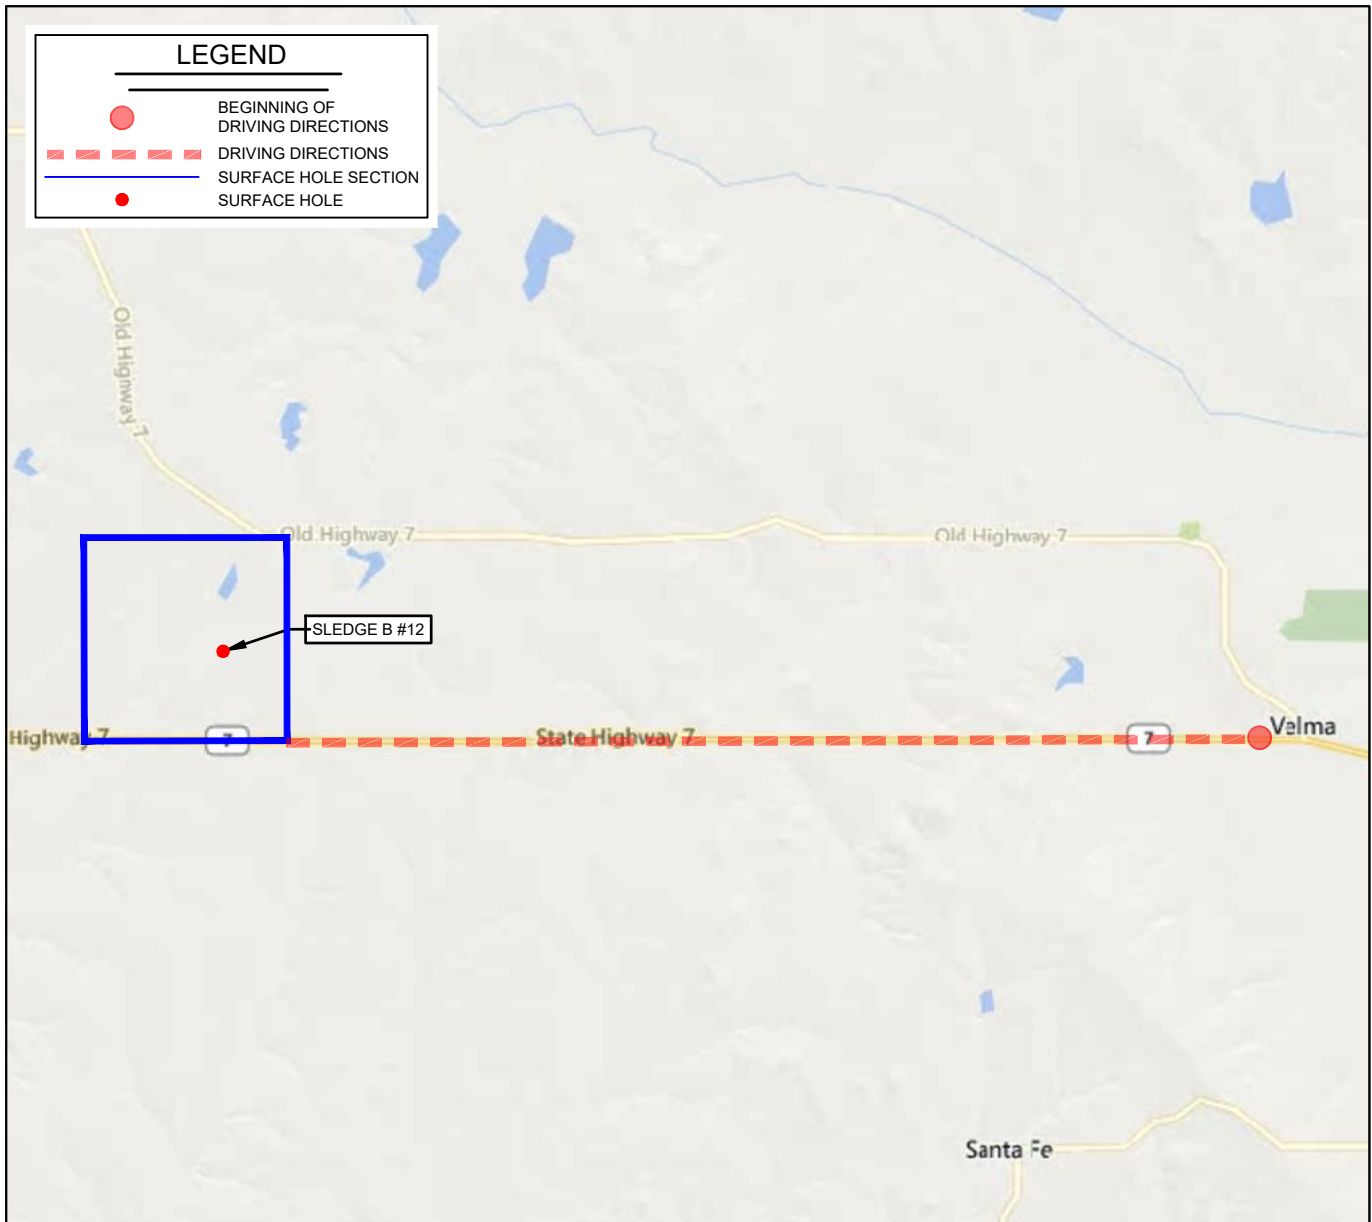 LEGEND
BEGINNING OF
DRIVING DIRECTIONS
DRIVING DIRECTIONS
SURFACE HOLE SECTION
SURFACE HOLE
Old Highway 7
Old Highway 7
Old Highway 7
SLEDGE B #12
Highway 7
7
State Highway 7
7
Velma
Santa Fe